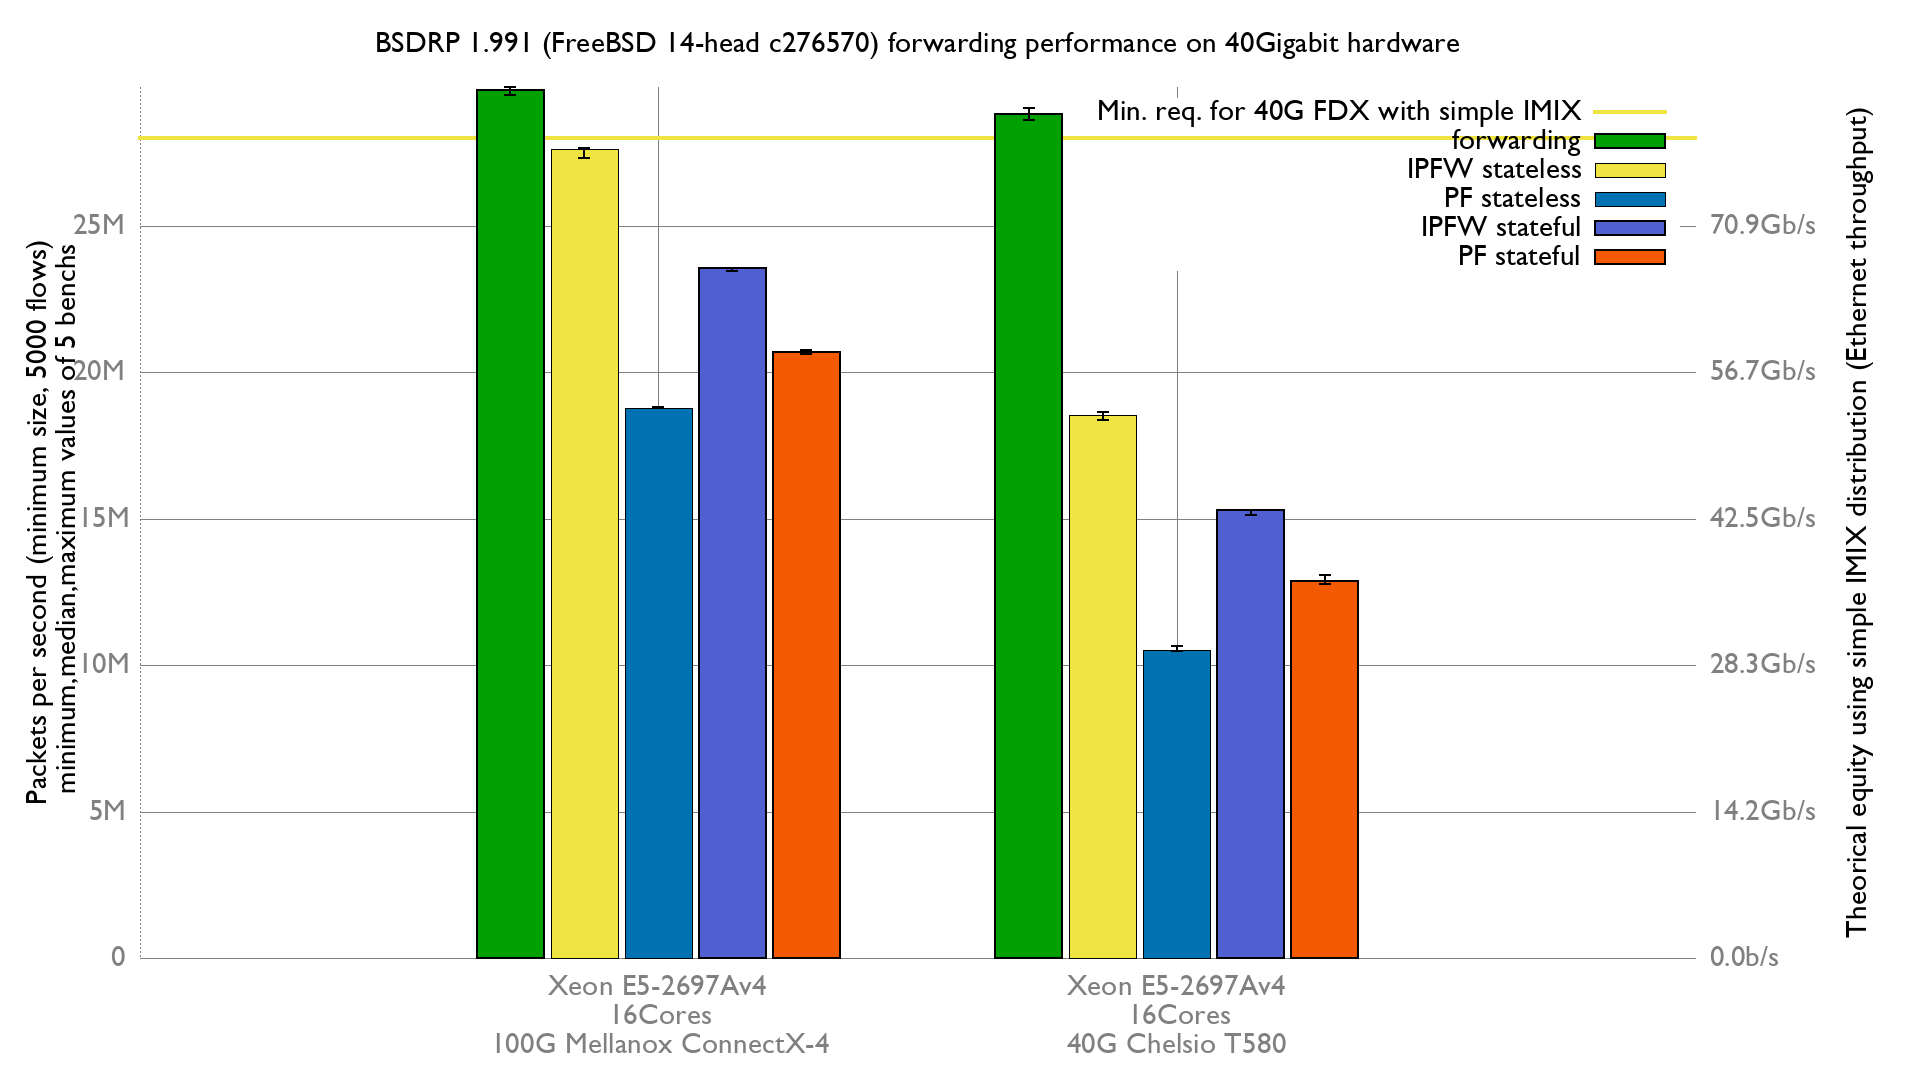 BSDRP 1.991 (FreeBSD 14-head c276570) forwarding performance on 40Gigabit hardware
Min. req. for 40G FDX with simple IMIX
forwarding
IPFW stateless
PF stateless
IPFW stateful
PF stateful
Packets per second (minimum size, 5000 flows)
minimum,median,maximum values of 5 benchs
25M
20M
15M
10M
5M
0
70.9Gb/s
56.7Gb/s
42.5Gb/s
28.3Gb/s
14.2Gb/s
0.0b/s
Theorical equity using simple IMIX distribution (Ethernet throughput)
Xeon E5-2697Av4
16Cores
100G Mellanox ConnectX-4
Xeon E5-2697Av4
16Cores
40G Chelsio T580